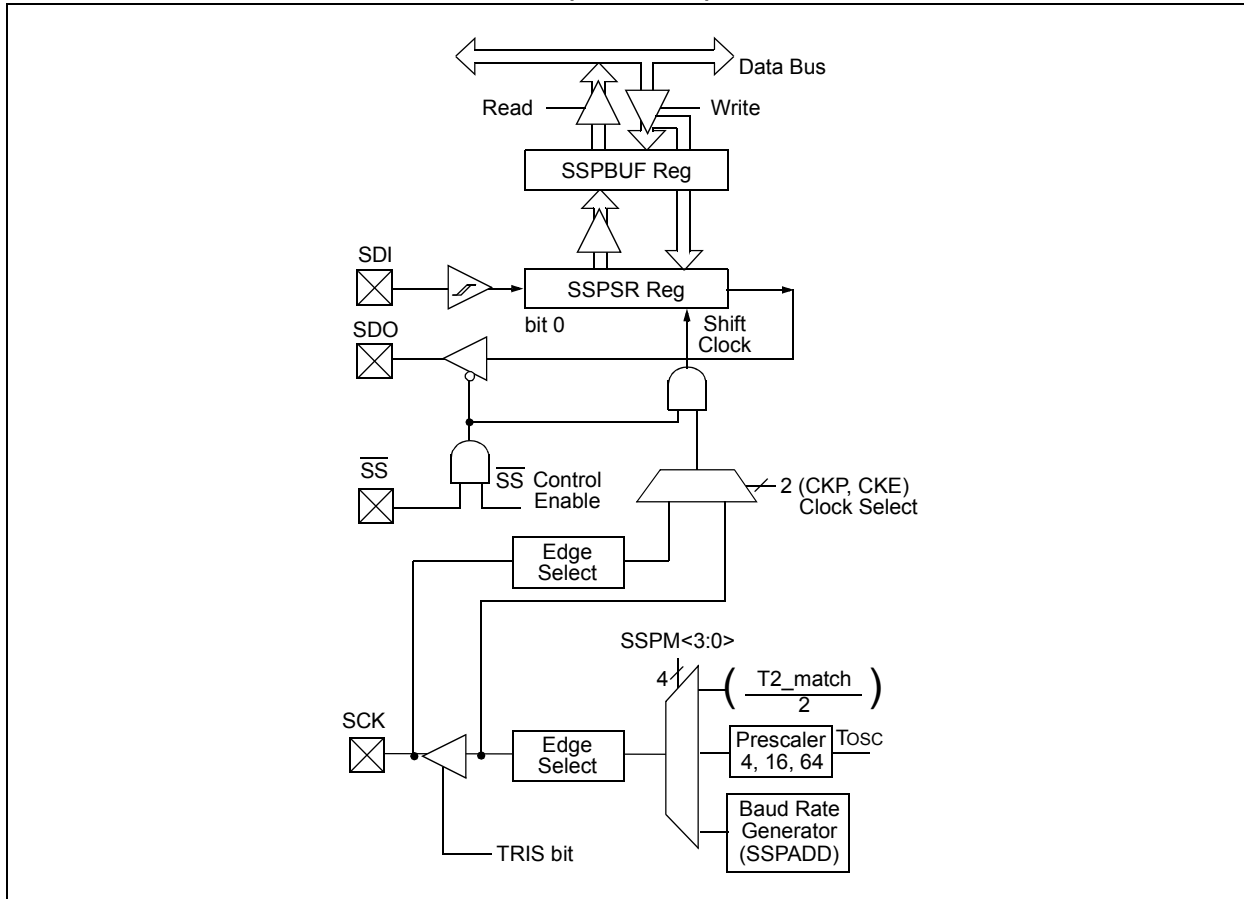 Data Bus
Read
Write
SSPBUF Reg
SDI
SSPSR Reg
bit 0
Shift
Clock
SDO
SS
SS Control
Enable
2 (CKP, CKE)
Clock Select
Edge
Select
SSPM<3:0>
4
( T2_match )
2
SCK
Edge
Select
Prescaler
4, 16, 64
TOSC
Baud Rate
Generator
(SSPADD)
TRIS bit